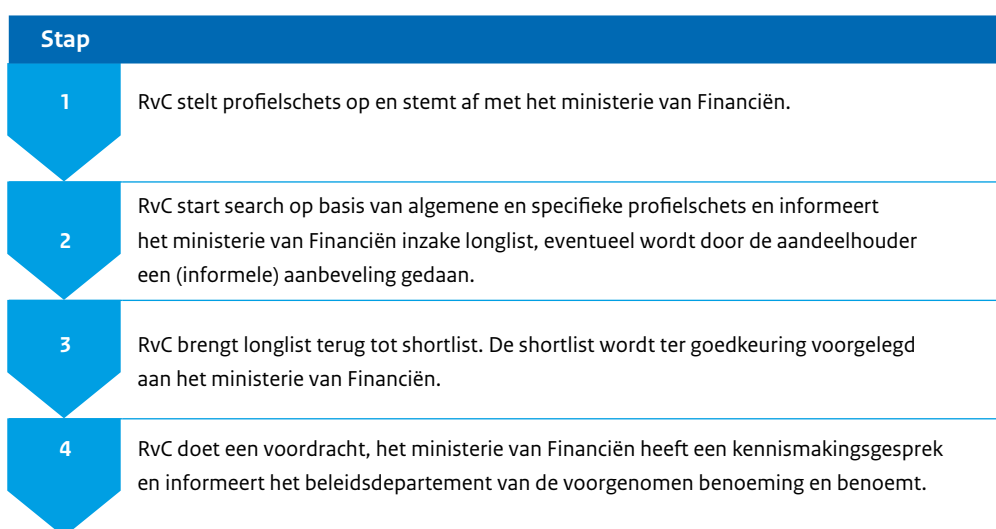 Stap
1
RvC stelt profielschets op en stemt af met het ministerie van Financiën.
2
RvC start search op basis van algemene en specifieke profielschets en informeert
het ministerie van Financiën inzake longlist, eventueel wordt door de aandeelhouder
een (informele) aanbeveling gedaan.
3
RvC brengt longlist terug tot shortlist. De shortlist wordt ter goedkeuring voorgelegd
aan het ministerie van Financiën.
4
RvC doet een voordracht, het ministerie van Financiën heeft een kennismakingsgesprek
en informeert het beleidsdepartement van de voorgenomen benoeming en benoemt.